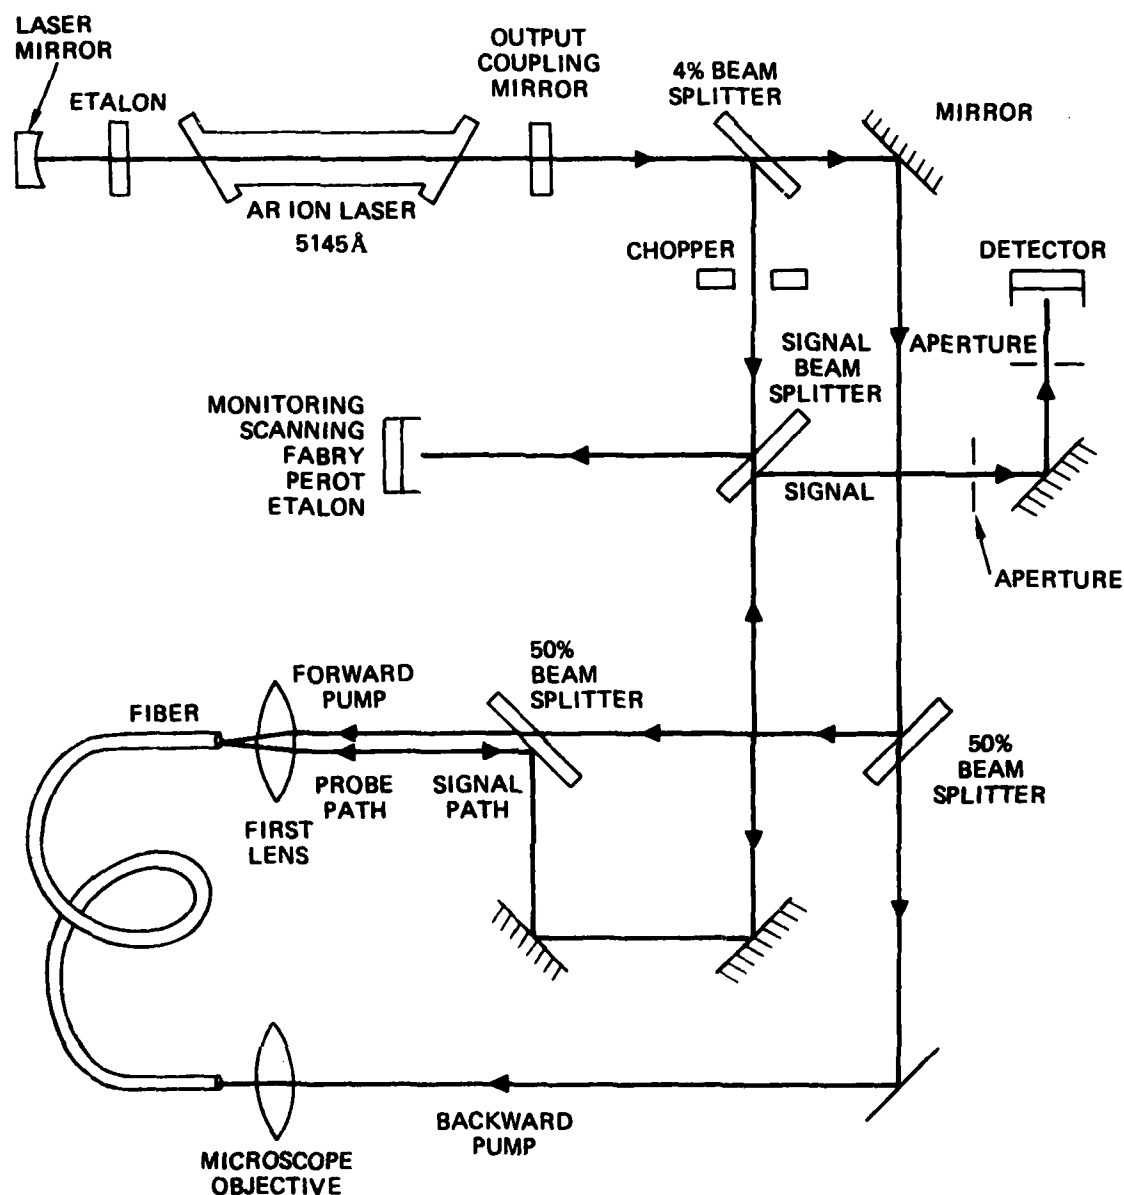 LASER
MIRROR
ETALON
AR ION LASER
5145Å
OUTPUT
COUPLING
MIRROR
4% BEAM
SPLITTER
MIRROR
CHOPPER
DETECTOR
APERTURE
SIGNAL
BEAM
SPLITTER
MONITORING
SCANNING
FABRY
PEROT
ETALON
SIGNAL
APERTURE
50%
BEAM
SPLITTER
FORWARD
PUMP
FIBER
PROBE
PATH
SIGNAL
PATH
FIRST
LENS
50%
BEAM
SPLITTER
BACKWARD
PUMP
MICROSCOPE
OBJECTIVE